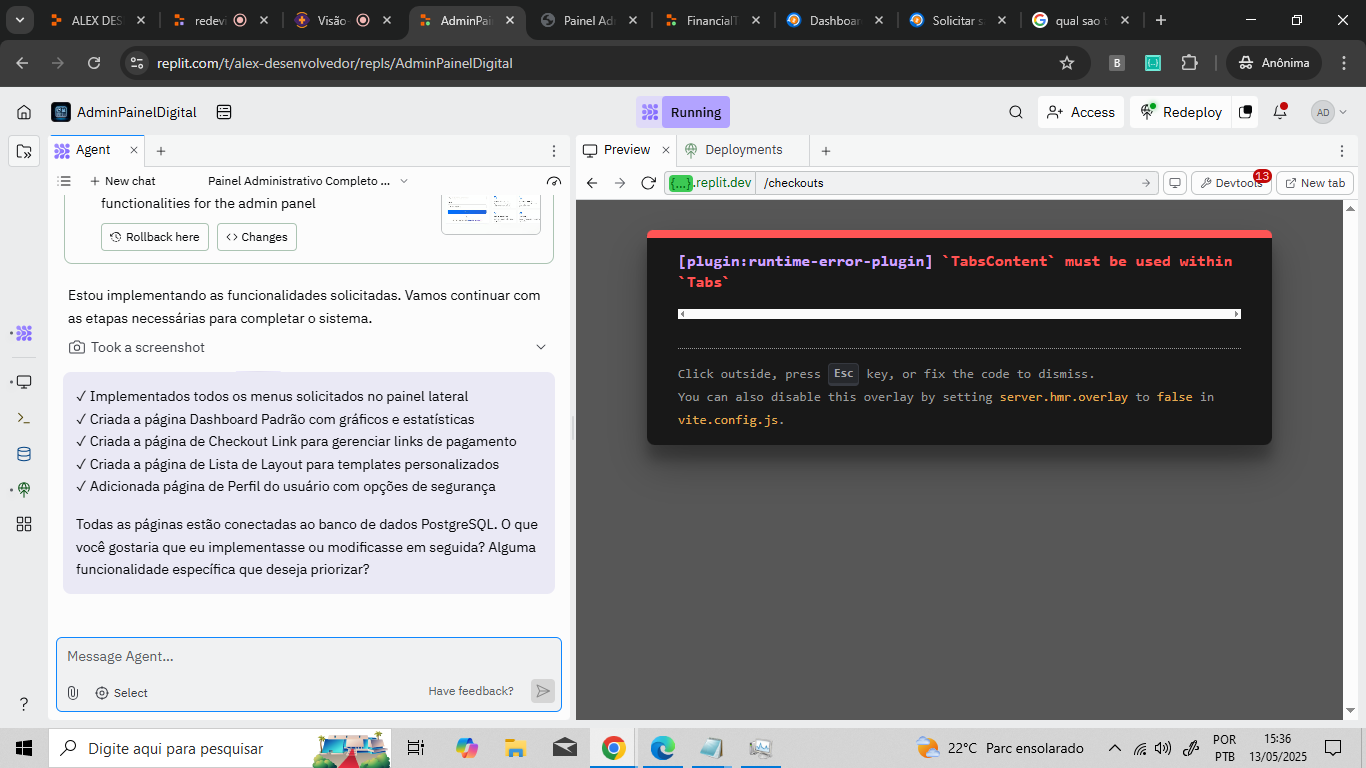 ALEX DES
redevi
Visão
AdminPai
Painel Ad
FinancialT
Dashboar
Solicitar s
qual sao t
replit.com/t/alex-desenvolvedor/repls/AdminPainelDigital
B
Anônima
AdminPainelDigital
Running
Access
Redeploy
AD
Agent
Preview
Deployments
New chat
Painel Administrativo Completo ...
{...}.replit.dev
/checkouts
Devtools
13
New tab
functionalities for the admin panel
Rollback here
Changes
Estou implementando as funcionalidades solicitadas. Vamos continuar com
as etapas necessárias para completar o sistema.
Took a screenshot
✓ Implementados todos os menus solicitados no painel lateral
✓ Criada a página Dashboard Padrão com gráficos e estatísticas
✓ Criada a página de Checkout Link para gerenciar links de pagamento
✓ Criada a página de Lista de Layout para templates personalizados
✓ Adicionada página de Perfil do usuário com opções de segurança
Todas as páginas estão conectadas ao banco de dados PostgreSQL. O que
você gostaria que eu implementasse ou modificasse em seguida? Alguma
funcionalidade específica que deseja priorizar?
Message Agent...
Select
Have feedback?
[plugin:runtime-error-plugin] `TabsContent` must be used within
`Tabs`
Click outside, press Esc key, or fix the code to dismiss.
You can also disable this overlay by setting server.hmr.overlay to false in
vite.config.js.
?
Digite aqui para pesquisar
22°C Parc ensolarado
POR
PTB
15:36
13/05/2025